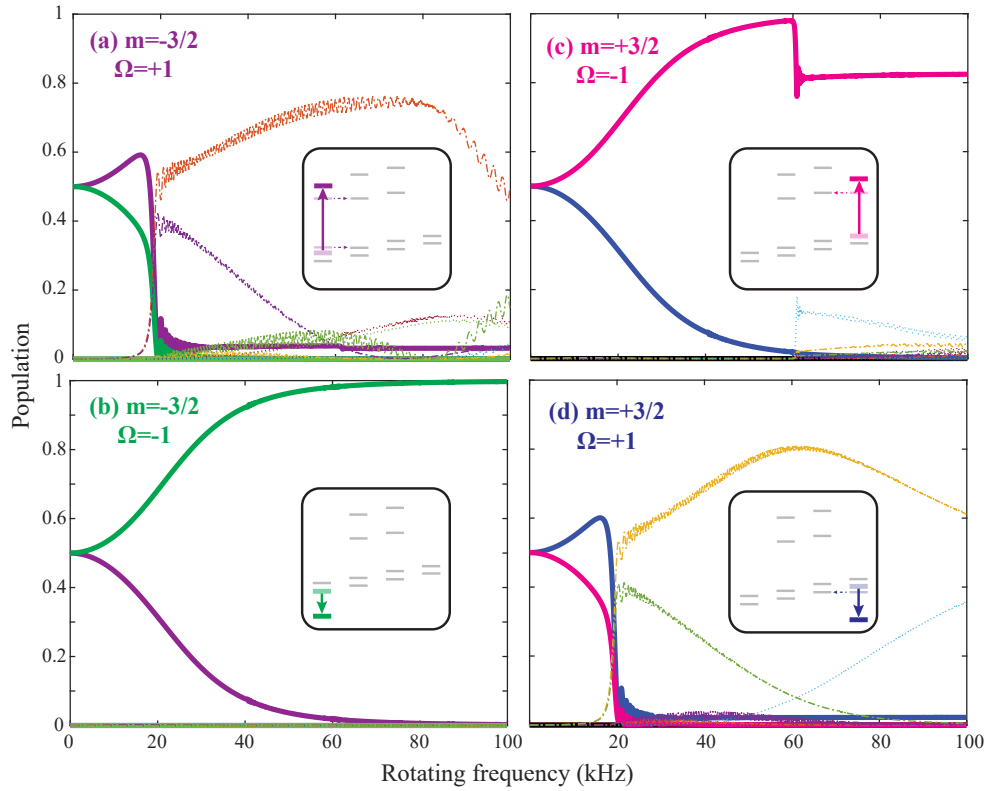 (a) m=-3/2
Ω=+1
1
0.8
0.6
0.4
0.2
0
(c) m=+3/2
Ω=-1
Population
(b) m=-3/2
Ω=-1
1
0.8
0.6
0.4
0.2
0
(d) m=+3/2
Ω=+1
0 20 40 60 80 100
0 20 40 60 80 100
Rotating frequency (kHz)